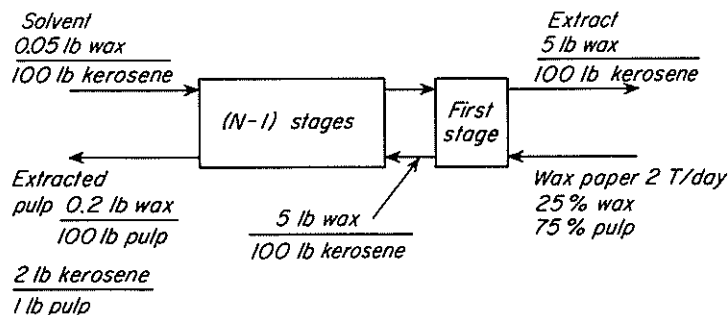 Solvent
0.05 lb wax
100 lb kerosene
Extract
5 lb wax
100 lb kerosene
(N-1) stages
First
stage
Extracted
pulp 0.2 lb wax
100 lb pulp
2 lb kerosene
1 lb pulp
5 lb wax
100 lb kerosene
Wax paper 2 T/day
25% wax
75% pulp